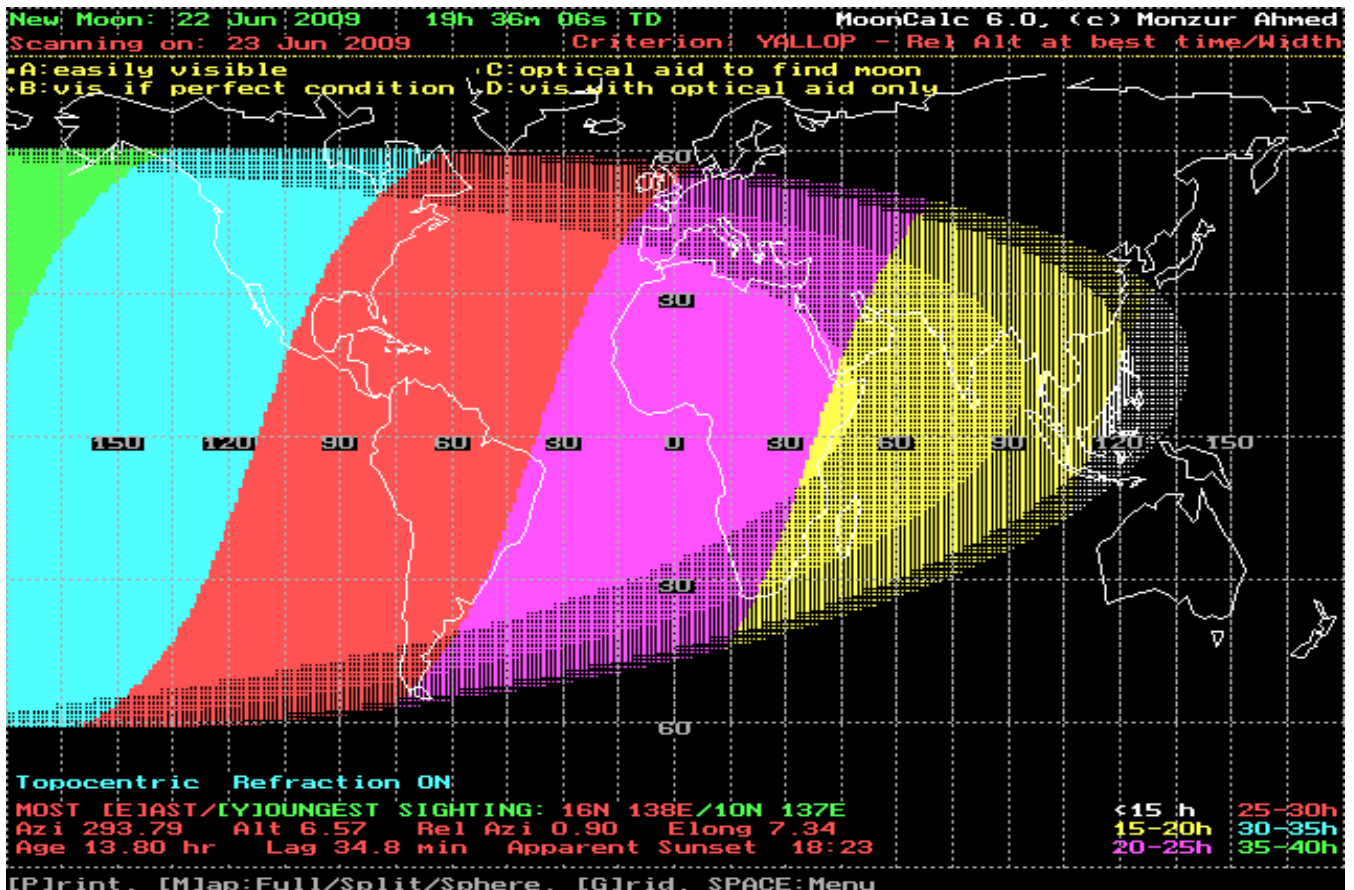 New Moon: 22 Jun 2009 19h 36m 06s TD MoonCalc 6.0, (c) Monzur Ahmed
Scanning on: 23 Jun 2009 Criterion: YALLOP - Rel Alt at best time/Width
A:easily visible C:optical aid to find moon
B:vis if perfect condition D:vis with optical aid only
60
30
150 120 90 60 30 0 30 60 90 120 150
30
60
Topocentric Refraction ON
MOST [E]AST/[Y]OUNGEST SIGHTING: 16N 138E/10N 137E <15 h 25-30h
Azi 293.79 Alt 6.57 Rel Azi 0.90 Elong 7.34 15-20h 30-35h
Age 13.80 hr Lag 34.8 min Apparent Sunset 18:23 20-25h 35-40h
[P]rint, [M]ap:Full/Split/Sphere, [G]rid, SPACE:Menu